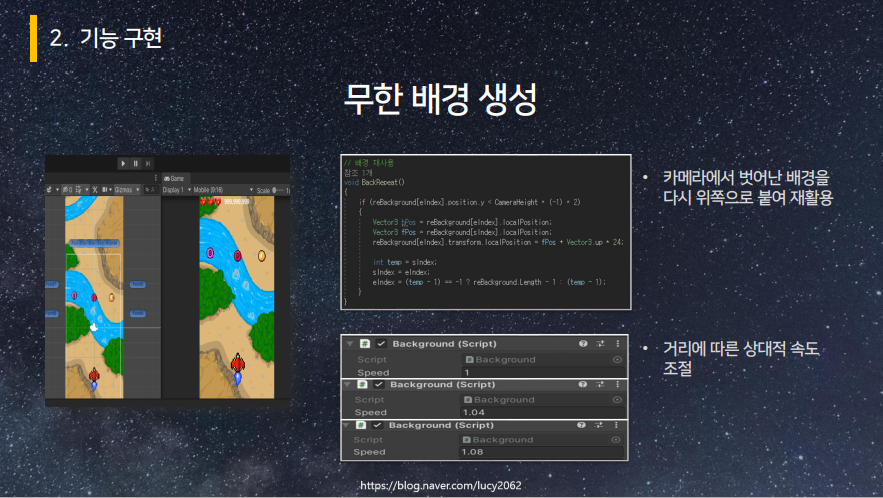 2. 기능 구현
무한 배경 생성
Game
Gizmos
Display 1
Mobile (9:16)
Scale
999,999,999
// 배경 재사용
참조 1개
void BackRepeat()
{
if (reBackground[eIndex].position.y < CameraHeight * (-1) * 2)
{
Vector3 bPos = reBackground[eIndex].localPosition;
Vector3 fPos = reBackground[sIndex].localPosition;
reBackground[eIndex].transform.localPosition = fPos + Vector3.up * 24;
int temp = sIndex;
sIndex = eIndex;
eIndex = (temp - 1) == -1 ? reBackground.Length - 1 : (temp - 1);
}
}
• 카메라에서 벗어난 배경을
다시 위쪽으로 붙여 재활용
Background (Script)
Script Background
Speed 1
Background (Script)
Script Background
Speed 1.04
Background (Script)
Script Background
Speed 1.08
• 거리에 따른 상대적 속도
조절
https://blog.naver.com/lucy2062